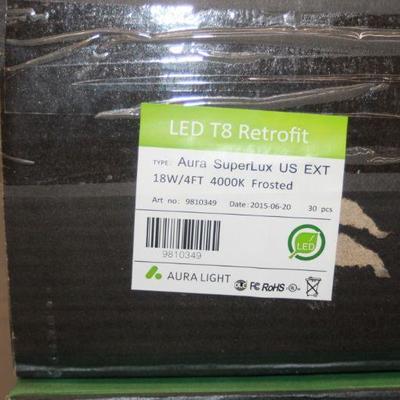 LED T8 Retrofit
TYPE: Aura SuperLux US EXT
18W/4FT 4000K Frosted
Art no: 9810349 Date:2015-06-20 30 pcs
LED
9810349
AURA LIGHT
FC RoHS UL